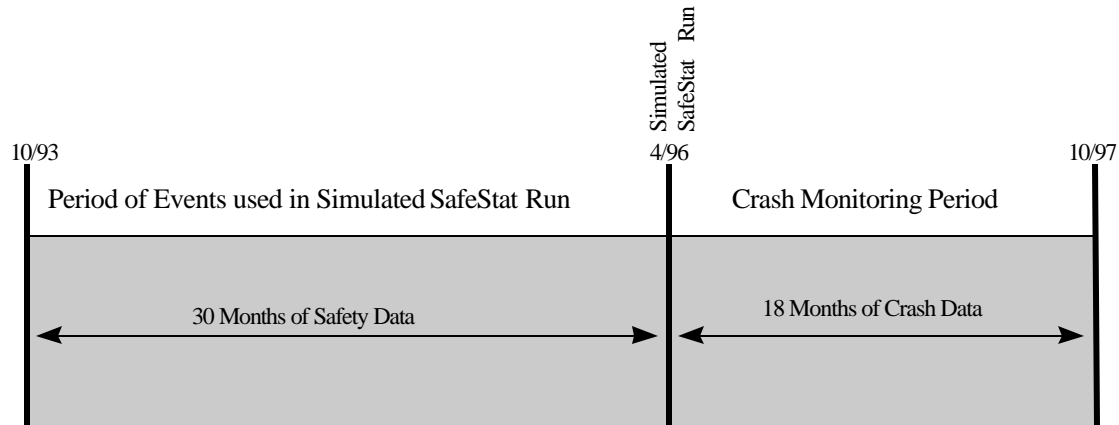 Simulated
SafeStat Run
10/93
4/96
10/97
Period of Events used in Simulated SafeStat Run
Crash Monitoring Period
30 Months of Safety Data
18 Months of Crash Data